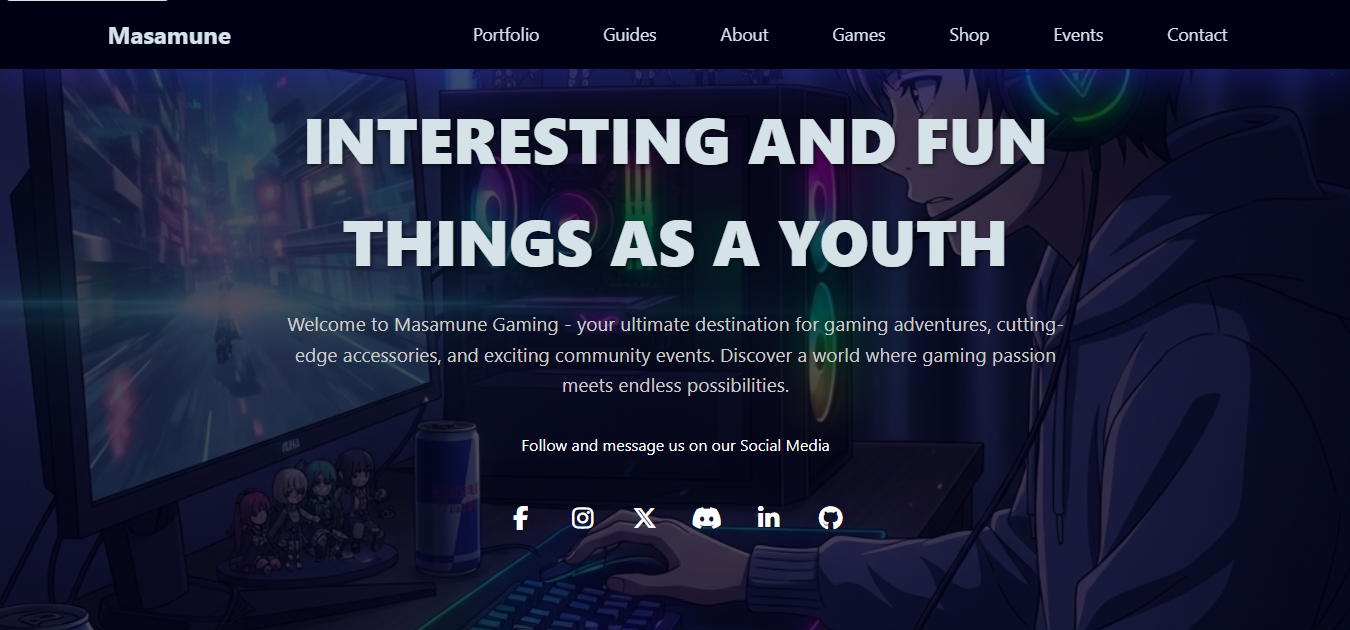 Masamune
Portfolio Guides About Games Shop Events Contact
INTERESTING AND FUN
THINGS AS A YOUTH
Welcome to Masamune Gaming - your ultimate destination for gaming adventures, cutting-
edge accessories, and exciting community events. Discover a world where gaming passion
meets endless possibilities.
Follow and message us on our Social Media